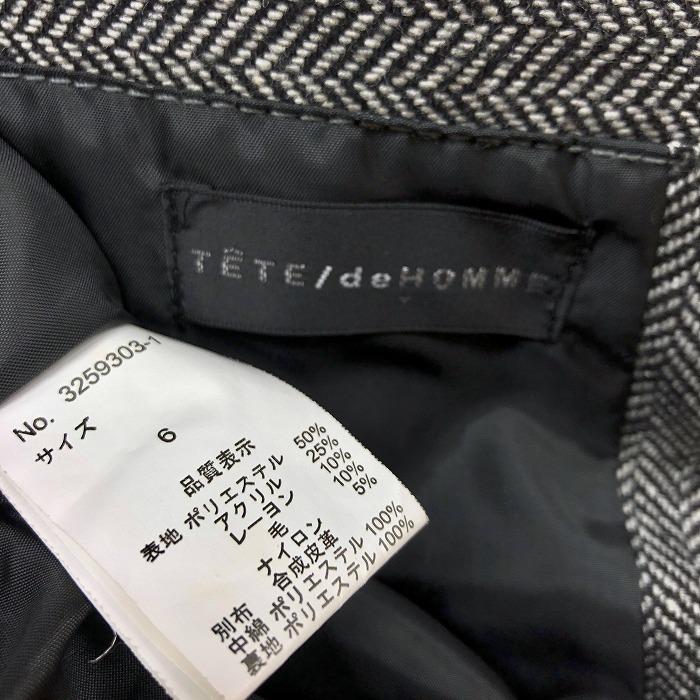 TÊTE/deHOMME
No. 3259303-1
サイズ 6
品質表示
表地 ポリエステル 50%
アクリル 25%
レーヨン 10%
毛 10%
ナイロン 5%
別布 合成皮革
中綿 ポリエステル 100%
裏地 ポリエステル 100%